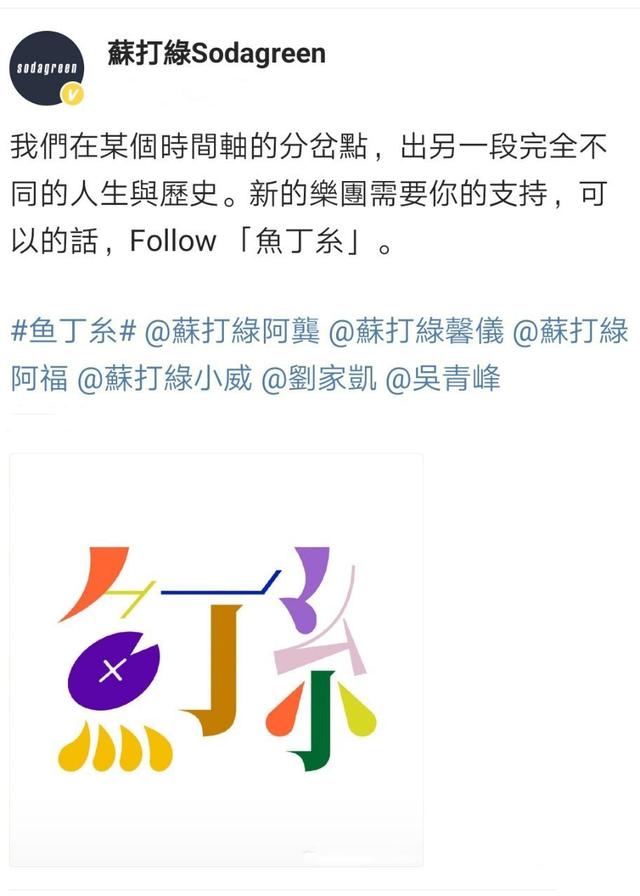 sodagreen
蘇打綠Sodagreen
我們在某個時間軸的分岔點，出另一段完全不
同的人生與歷史。新的樂團需要你的支持，可
以的話，Follow「魚丁糸」。
#鱼丁糸# @蘇打綠阿龔 @蘇打綠馨儀 @蘇打綠
阿福 @蘇打綠小威 @劉家凱 @吳青峰
魚丁糸